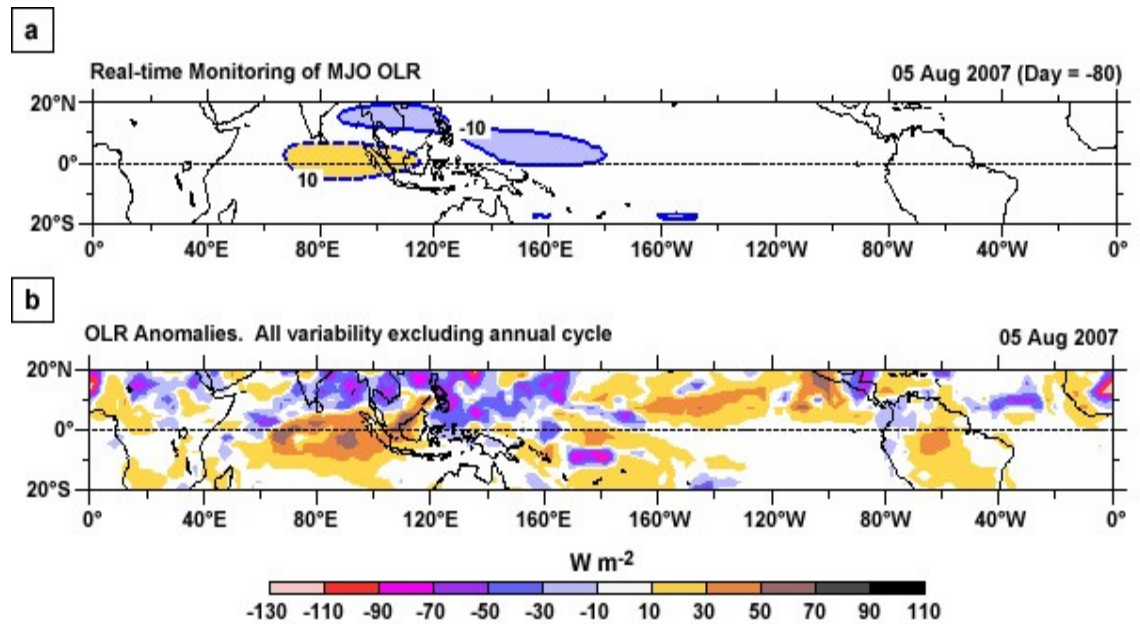 a
Real-time Monitoring of MJO OLR
05 Aug 2007 (Day = -80)
20°N
-10
0°
10
20°S
0° 40°E 80°E 120°E 160°E 160°W 120°W 80°W 40°W 0°
b
OLR Anomalies. All variability excluding annual cycle
05 Aug 2007
20°N
0°
20°S
0° 40°E 80°E 120°E 160°E 160°W 120°W 80°W 40°W 0°
W m-2
-130 -110 -90 -70 -50 -30 -10 10 30 50 70 90 110